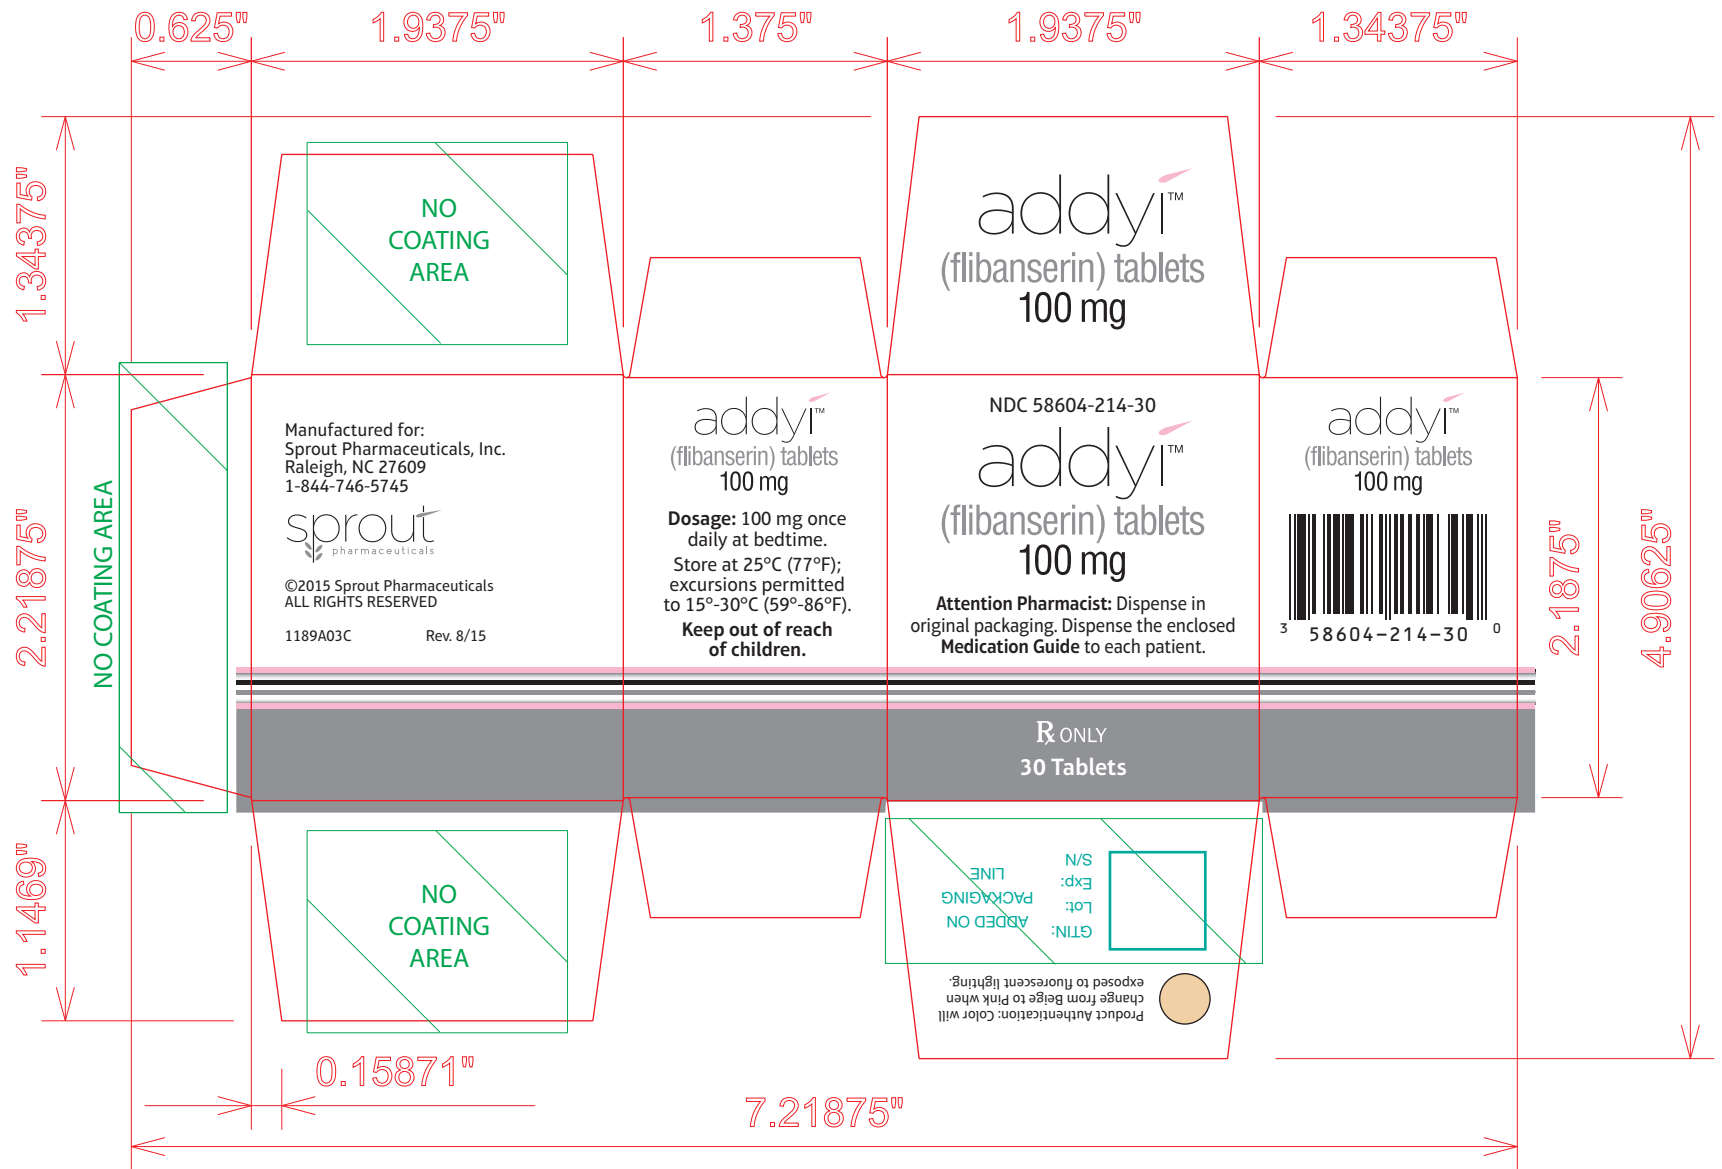 0.625"
1.9375"
1.375"
1.9375"
1.34375"
1.34375"
2.21875"
1.1469"
2.1875"
4.90625"
NO
COATING
AREA
addyi™
(flibanserin) tablets
100 mg
NO COATING AREA
Manufactured for:
Sprout Pharmaceuticals, Inc.
Raleigh, NC 27609
1-844-746-5745
sprout
pharmaceuticals
©2015 Sprout Pharmaceuticals
ALL RIGHTS RESERVED
1189A03C Rev. 8/15
addyi™
(flibanserin) tablets
100 mg
Dosage: 100 mg once
daily at bedtime.
Store at 25°C (77°F);
excursions permitted
to 15°-30°C (59°-86°F).
Keep out of reach
of children.
NDC 58604-214-30
addyi™
(flibanserin) tablets
100 mg
Attention Pharmacist: Dispense in
original packaging. Dispense the enclosed
Medication Guide to each patient.
Rx ONLY
30 Tablets
addyi™
(flibanserin) tablets
100 mg
3 58604-214-30 0
NO
COATING
AREA
GTIN:
Lot:
Exp:
S/N
ADDED ON
PACKAGING
LINE
Product Authentication: Color will
change from Beige to Pink when
exposed to fluorescent lighting.
0.15871"
7.21875"